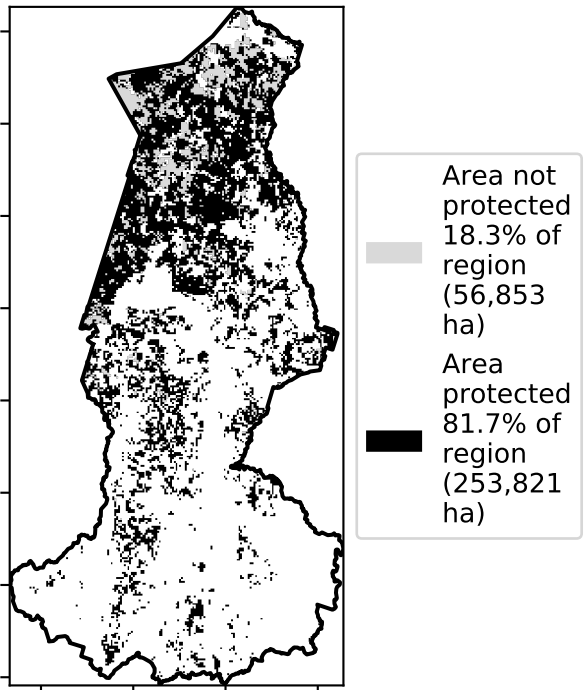 Area not
protected
18.3% of
region
(56,853
ha)
Area
protected
81.7% of
region
(253,821
ha)